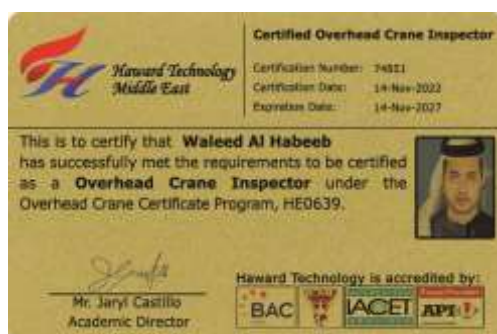 Haward Technology
Middle East
Certified Overhead Crane Inspector
Certification Number:
Certification Date: 14-Nov-2022
Expiration Date: 14-Nov-2027
This is to certify that Waleed Al Habeeb
has successfully met the requirements to be certified
as a Overhead Crane Inspector under the
Overhead Crane Certificate Program, HE0639.
Mr. Jaryl Castillo
Academic Director
Haward Technology is accredited by:
BAC
IACET
API